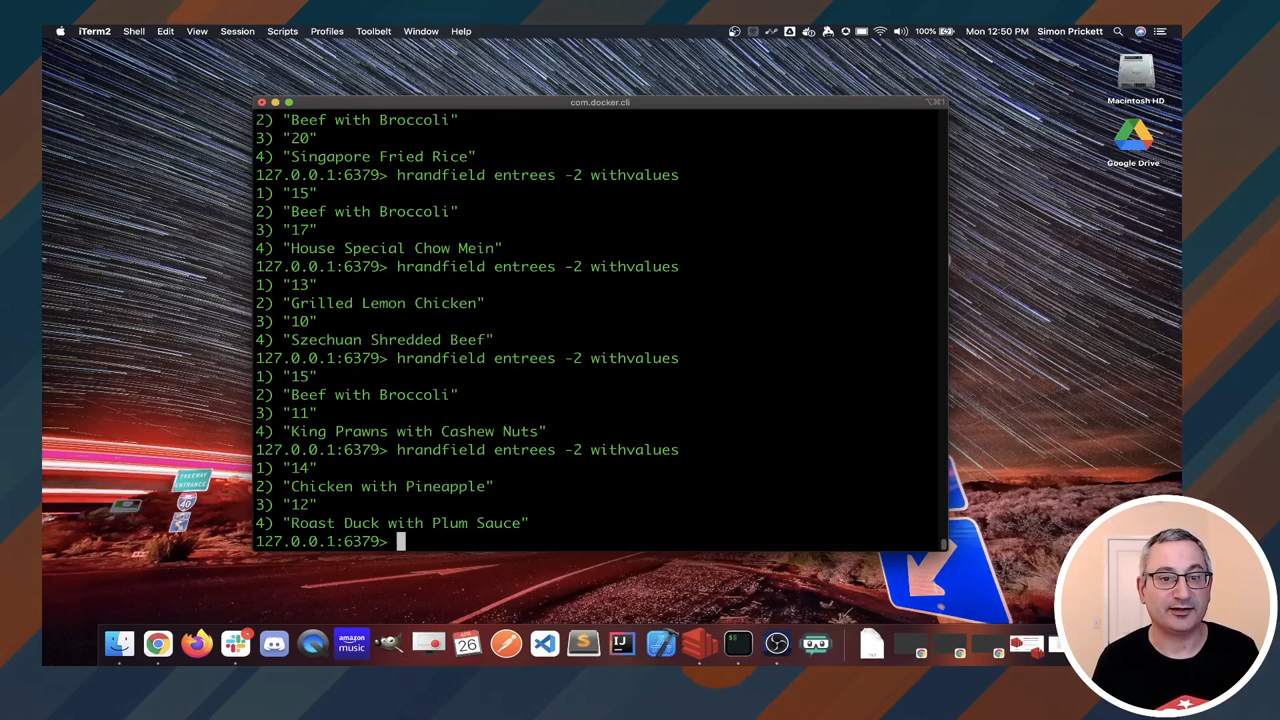 iTerm2 Shell Edit View Session Scripts Profiles Toolbelt Window Help 100% Mon 12:50 PM Simon Prickett
Macintosh HD
Google Drive
com.docker.cli
2) "Beef with Broccoli"
3) "20"
4) "Singapore Fried Rice"
127.0.0.1:6379> hrandfield entrees -2 withvalues
1) "15"
2) "Beef with Broccoli"
3) "17"
4) "House Special Chow Mein"
127.0.0.1:6379> hrandfield entrees -2 withvalues
1) "13"
2) "Grilled Lemon Chicken"
3) "10"
4) "Szechuan Shredded Beef"
127.0.0.1:6379> hrandfield entrees -2 withvalues
1) "15"
2) "Beef with Broccoli"
3) "11"
4) "King Prawns with Cashew Nuts"
127.0.0.1:6379> hrandfield entrees -2 withvalues
1) "14"
2) "Chicken with Pineapple"
3) "12"
4) "Roast Duck with Plum Sauce"
127.0.0.1:6379>
FREEWAY
ENTRANCE
40
amazon
music
APR
26